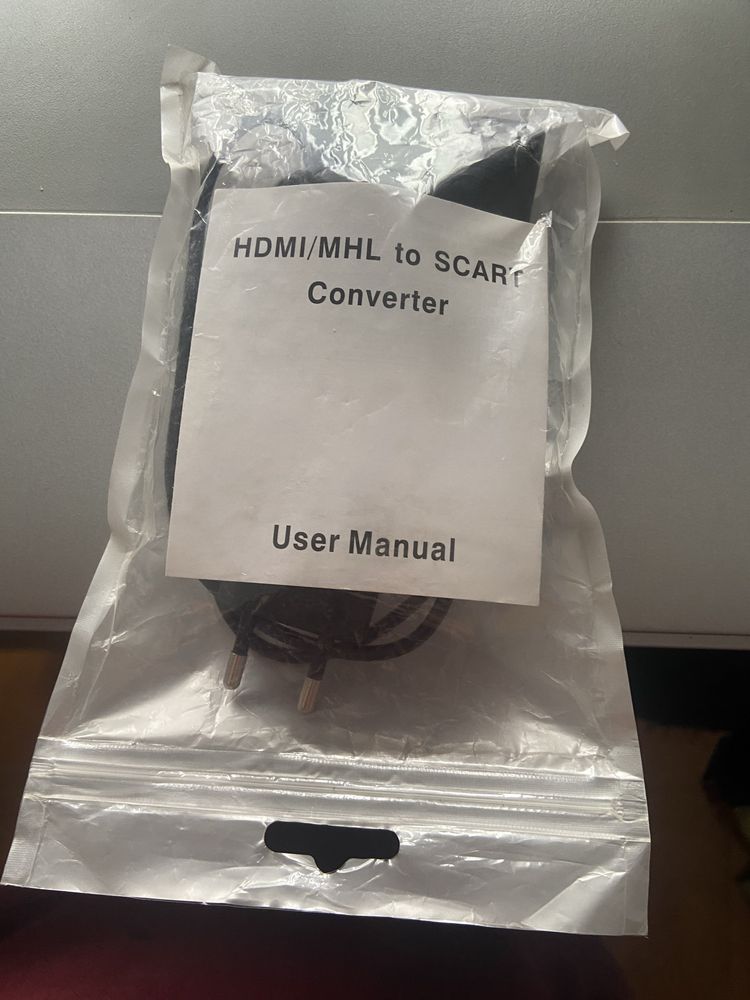 HDMI/MHL to SCART
Converter
User Manual